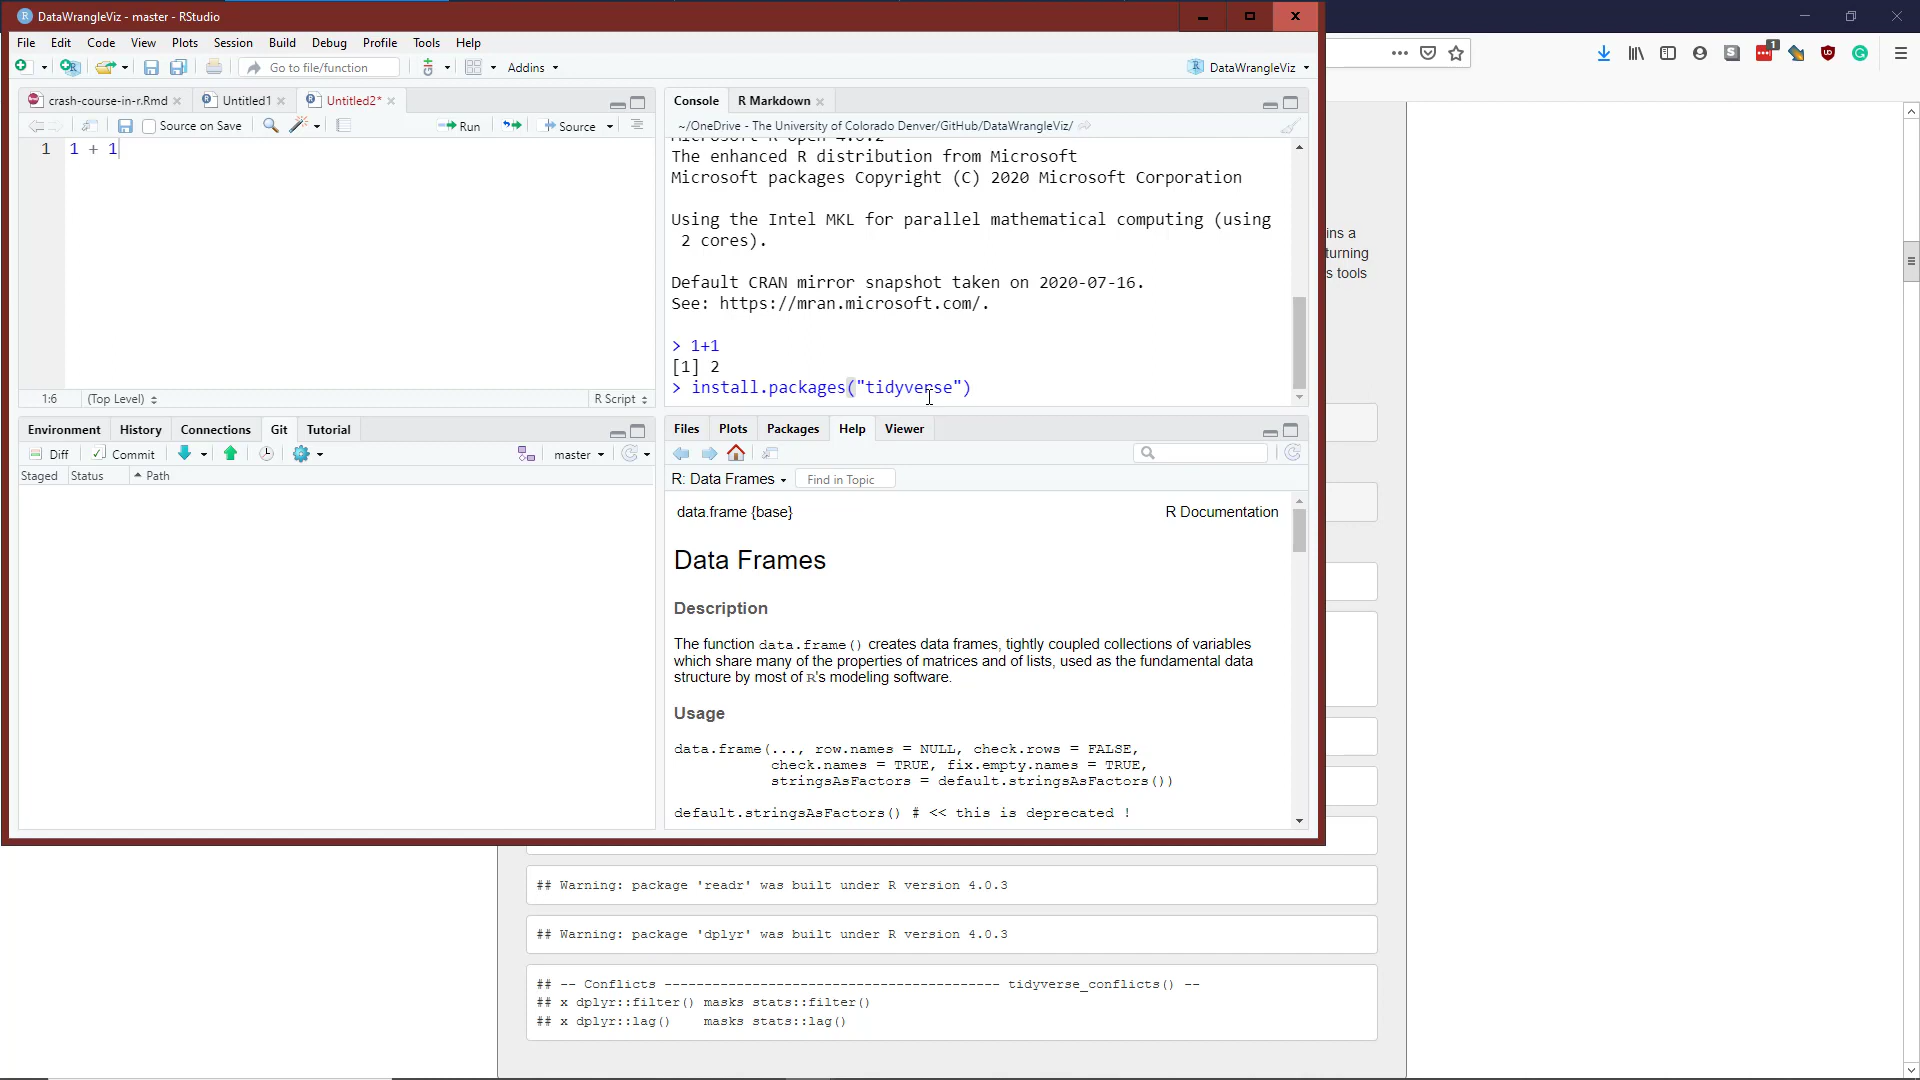 DataWrangleViz - master - RStudio
File Edit Code View Plots Session Build Debug Profile Tools Help
Go to file/function Addins DataWrangleViz
crash-course-in-r.Rmd Untitled1 Untitled2*
Source on Save Run Source
1 1 + 1
1:6 (Top Level) R Script
Console R Markdown
~/OneDrive - The University of Colorado Denver/GitHub/DataWrangleViz/
Microsoft R Open 4.0.2
The enhanced R distribution from Microsoft
Microsoft packages Copyright (C) 2020 Microsoft Corporation
Using the Intel MKL for parallel mathematical computing (using
2 cores).
Default CRAN mirror snapshot taken on 2020-07-16.
See: https://mran.microsoft.com/.
> 1+1
[1] 2
> install.packages("tidyverse")
Environment History Connections Git Tutorial
Diff Commit master
Staged Status Path
Files Plots Packages Help Viewer
R: Data Frames Find in Topic
data.frame {base} R Documentation
Data Frames
Description
The function data.frame() creates data frames, tightly coupled collections of variables
which share many of the properties of matrices and of lists, used as the fundamental data
structure by most of R's modeling software.
Usage
data.frame(..., row.names = NULL, check.rows = FALSE,
check.names = TRUE, fix.empty.names = TRUE,
stringsAsFactors = default.stringsAsFactors())
default.stringsAsFactors() # << this is deprecated !
1
S
ins a
turning
s tools
## Warning: package 'readr' was built under R version 4.0.3
## Warning: package 'dplyr' was built under R version 4.0.3
## -- Conflicts ------------------------------------------ tidyverse_conflicts() --
## x dplyr::filter() masks stats::filter()
## x dplyr::lag() masks stats::lag()